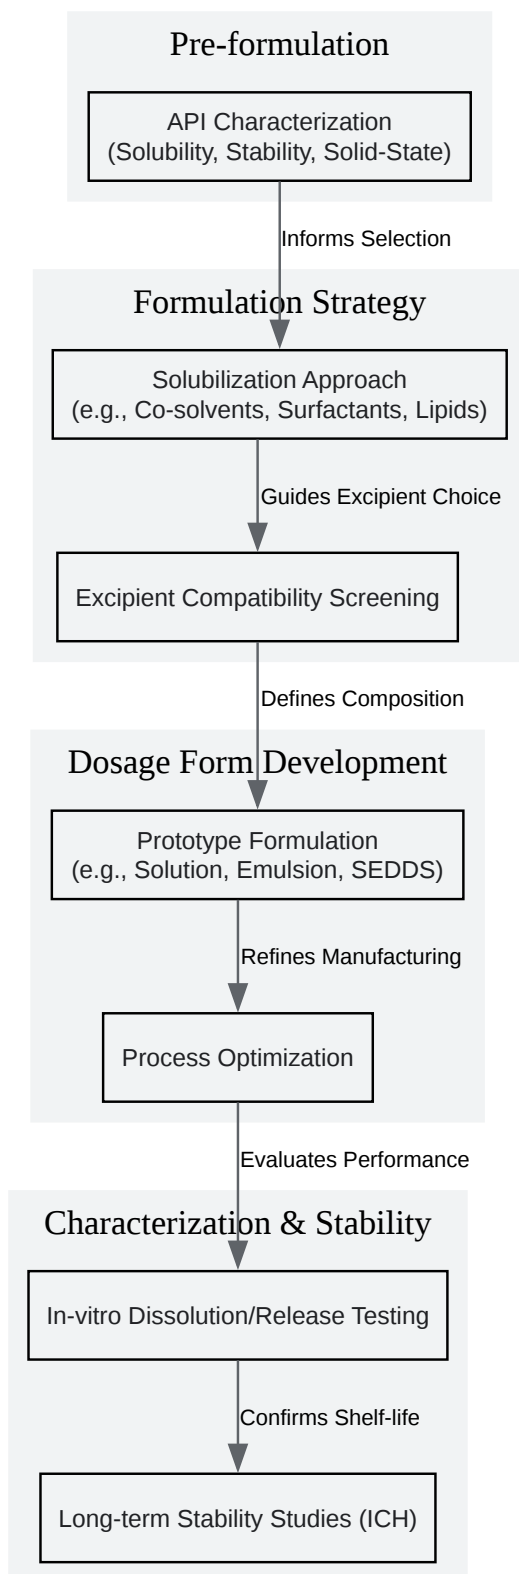 Pre-formulation
API Characterization
(Solubility, Stability, Solid-State)
Informs Selection
Formulation Strategy
Solubilization Approach
(e.g., Co-solvents, Surfactants, Lipids)
Guides Excipient Choice
Excipient Compatibility Screening
Defines Composition
Dosage Form Development
Prototype Formulation
(e.g., Solution, Emulsion, SEDDS)
Refines Manufacturing
Process Optimization
Evaluates Performance
Characterization & Stability
In-vitro Dissolution/Release Testing
Confirms Shelf-life
Long-term Stability Studies (ICH)